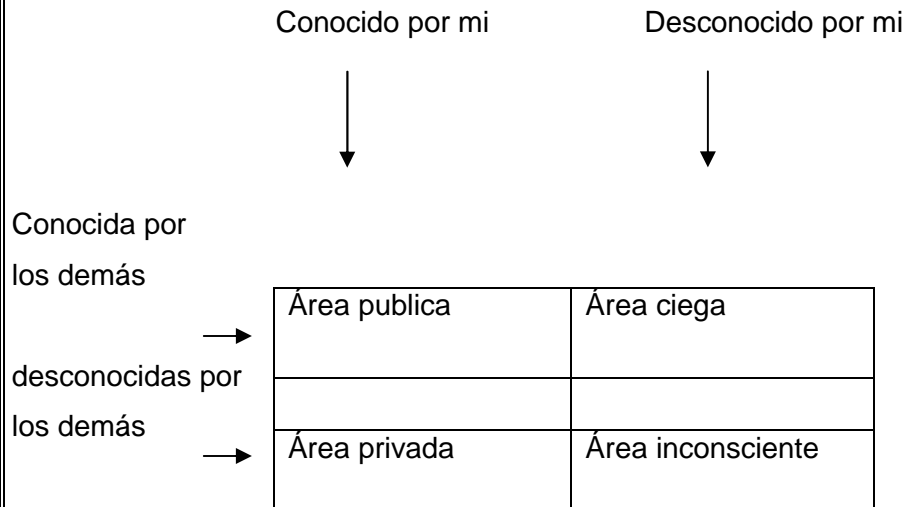 Conocido por mi Desconocido por mi
Conocida por
los demás
Área publica Área ciega
desconocidas por
los demás
Área privada Área inconsciente